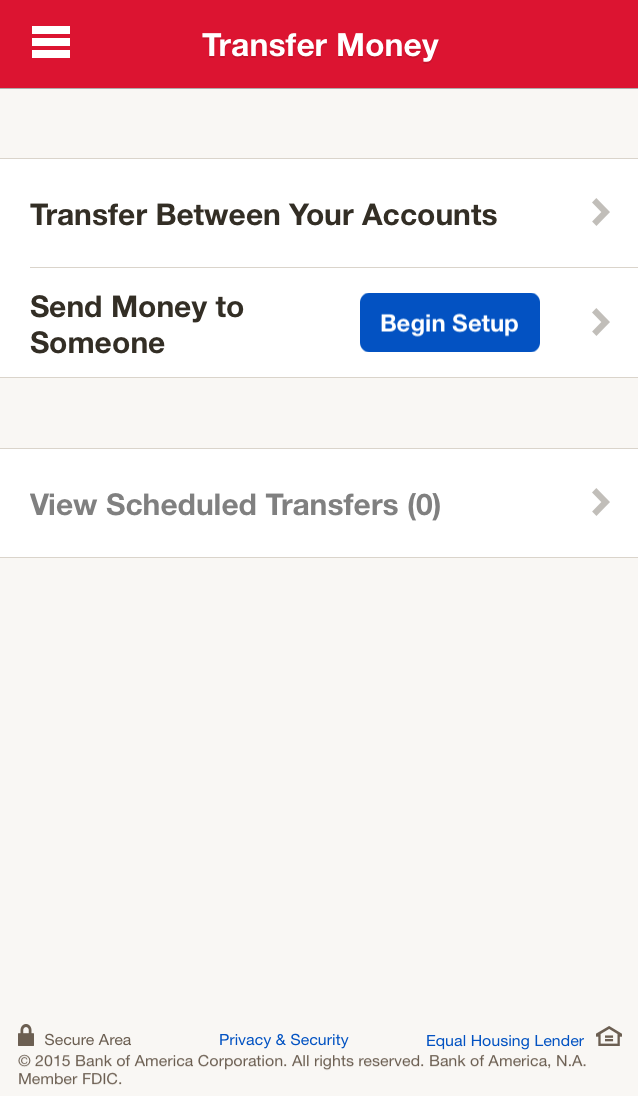 Transfer Money
Transfer Between Your Accounts
Send Money to
Someone
Begin Setup
View Scheduled Transfers (0)
Secure Area
Privacy & Security
Equal Housing Lender
© 2015 Bank of America Corporation. All rights reserved. Bank of America, N.A.
Member FDIC.